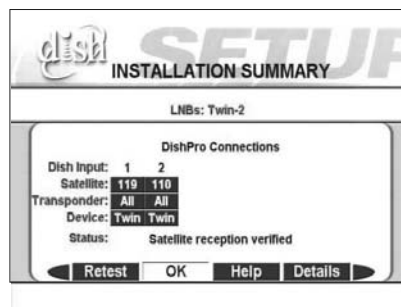 dish
SETUP
INSTALLATION SUMMARY
LNBs: Twin-2
DishPro Connections
Dish Input: 1 2
Satellite: 119 110
Transponder: All All
Device: Twin Twin
Status: Satellite reception verified
Retest OK Help Details